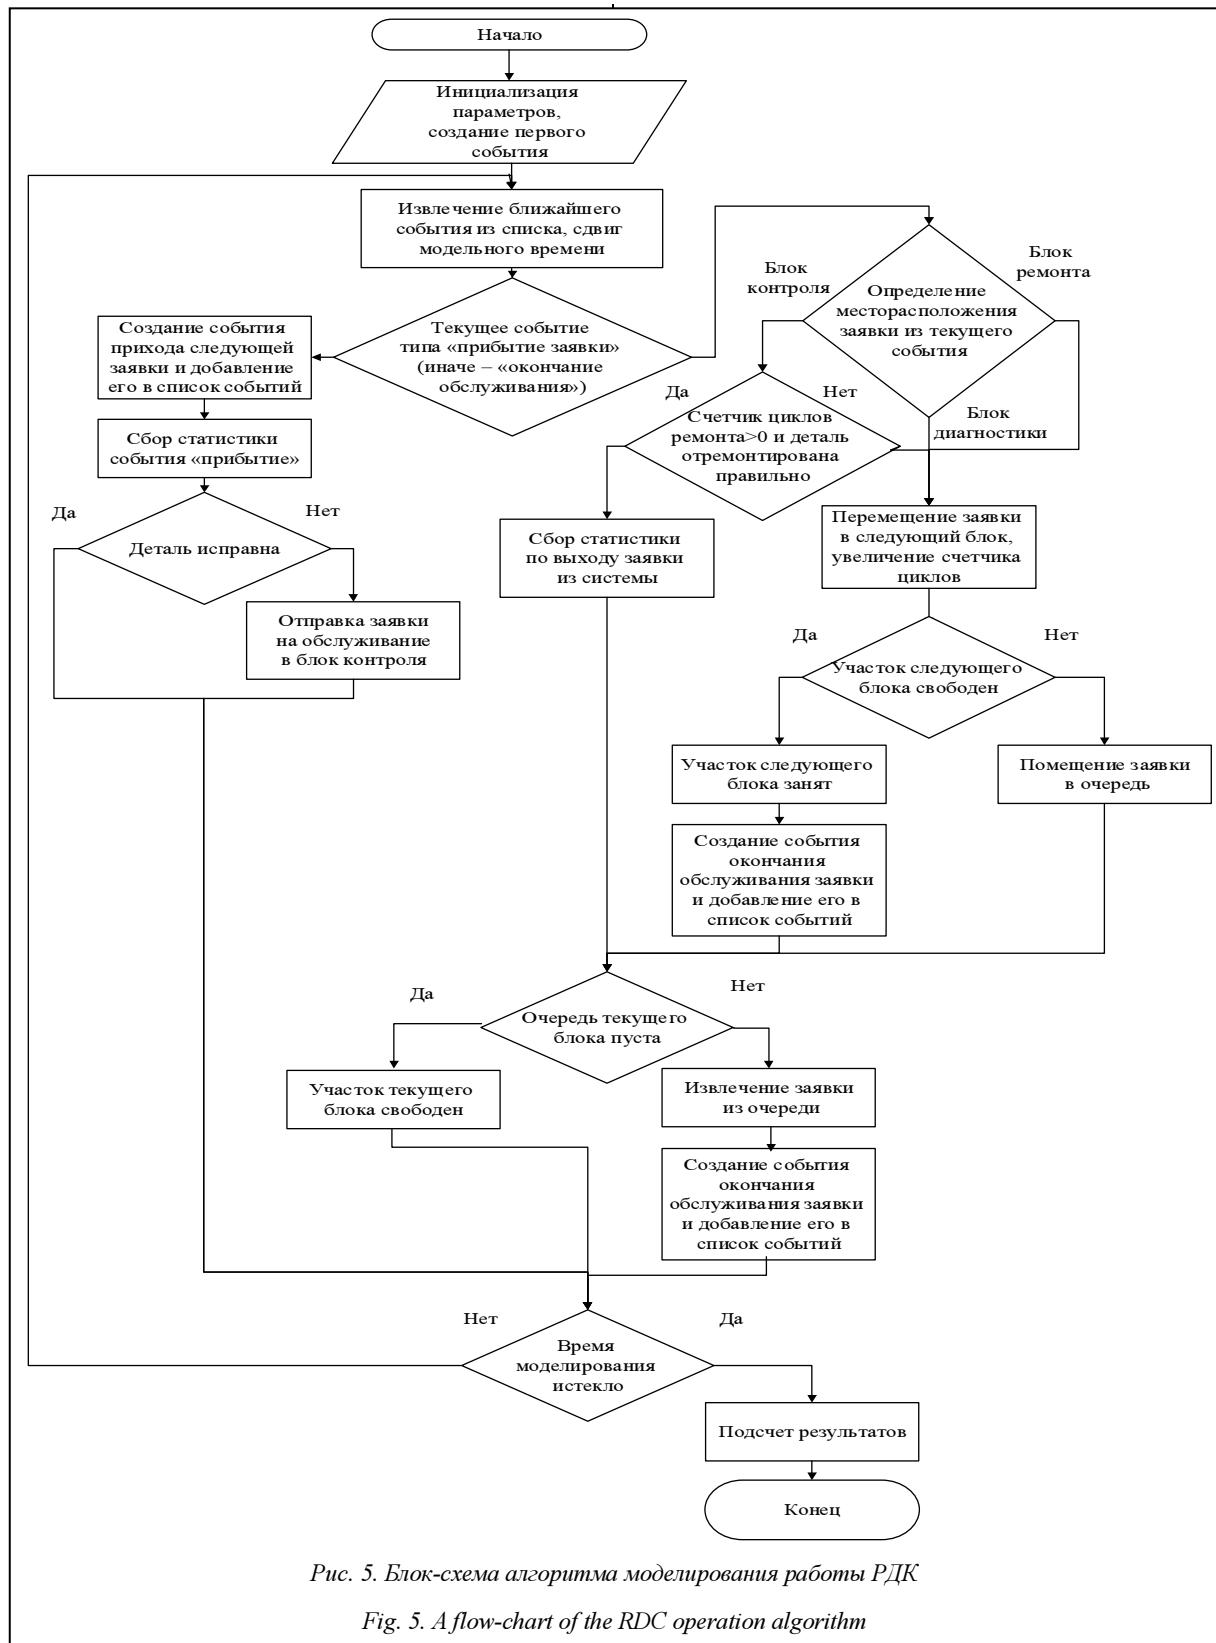 Начало
Инициализация
параметров,
создание первого
события
Извлечение ближайшего
события из списка, сдвиг
модельного времени
Текущее событие
типа «прибытие заявки»
(иначе – «окончание
обслуживания»)
Создание события
прихода следующей
заявки и добавление
его в список событий
Сбор статистики
события «прибытие»
Да
Нет
Деталь исправна
Отправка заявки
на обслуживание
в блок контроля
Блок
контроля
Блок
ремонта
Определение
месторасположения
заявки из текущего
события
Блок
диагностики
Да
Нет
Счетчик циклов
ремонта>0 и деталь
отремонтирована
правильно
Сбор статистики
по выходу заявки
из системы
Перемещение заявки
в следующий блок,
увеличение счетчика
циклов
Да
Нет
Участок следующего
блока свободен
Участок следующего
блока занят
Помещение заявки
в очередь
Создание события
окончания
обслуживания заявки
и добавление его в
список событий
Да
Нет
Очередь текущего
блока пуста
Участок текущего
блока свободен
Извлечение заявки
из очереди
Создание события
окончания
обслуживания заявки
и добавление его в
список событий
Нет
Да
Время
моделирования
истекло
Подсчет результатов
Конец
Рис. 5. Блок-схема алгоритма моделирования работы РДК
Fig. 5. A flow-chart of the RDC operation algorithm